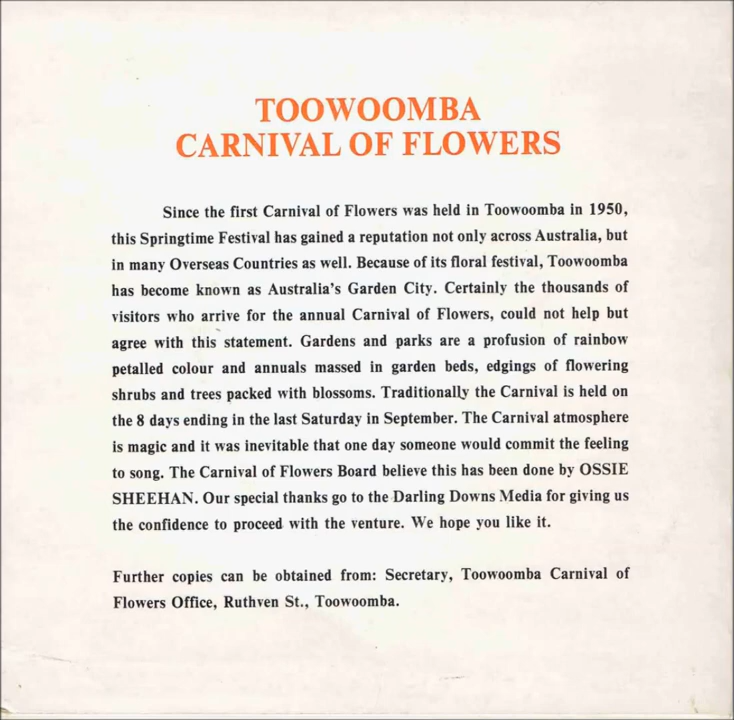 TOOWOOMBA
CARNIVAL OF FLOWERS
Since the first Carnival of Flowers was held in Toowoomba in 1950,
this Springtime Festival has gained a reputation not only across Australia, but
in many Overseas Countries as well. Because of its floral festival, Toowoomba
has become known as Australia's Garden City. Certainly the thousands of
visitors who arrive for the annual Carnival of Flowers, could not help but
agree with this statement. Gardens and parks are a profusion of rainbow
petalled colour and annuals massed in garden beds, edgings of flowering
shrubs and trees packed with blossoms. Traditionally the Carnival is held on
the 8 days ending in the last Saturday in September. The Carnival atmosphere
is magic and it was inevitable that one day someone would commit the feeling
to song. The Carnival of Flowers Board believe this has been done by OSSIE
SHEEHAN. Our special thanks go to the Darling Downs Media for giving us
the confidence to proceed with the venture. We hope you like it.
Further copies can be obtained from: Secretary, Toowoomba Carnival of
Flowers Office, Ruthven St., Toowoomba.